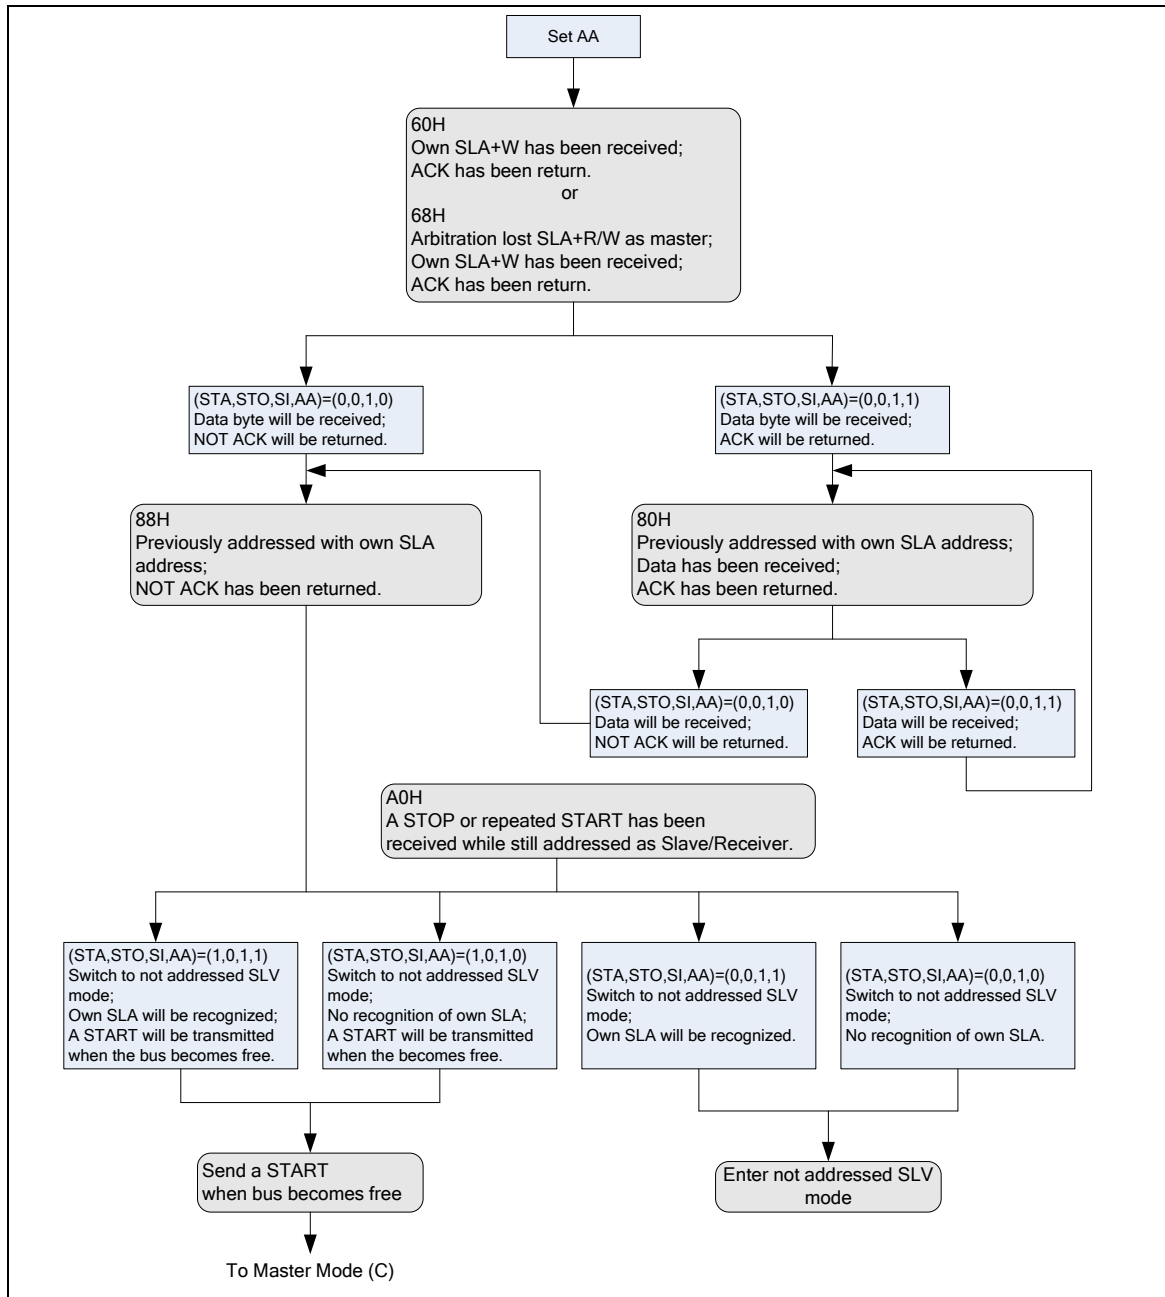 Set AA
60H
Own SLA+W has been received;
ACK has been return.
or
68H
Arbitration lost SLA+R/W as master;
Own SLA+W has been received;
ACK has been return.
(STA,STO,SI,AA)=(0,0,1,0)
Data byte will be received;
NOT ACK will be returned.
(STA,STO,SI,AA)=(0,0,1,1)
Data byte will be received;
ACK will be returned.
88H
Previously addressed with own SLA
address;
NOT ACK has been returned.
80H
Previously addressed with own SLA address;
Data has been received;
ACK has been returned.
(STA,STO,SI,AA)=(0,0,1,0)
Data will be received;
NOT ACK will be returned.
(STA,STO,SI,AA)=(0,0,1,1)
Data will be received;
ACK will be returned.
A0H
A STOP or repeated START has been
received while still addressed as Slave/Receiver.
(STA,STO,SI,AA)=(1,0,1,1)
Switch to not addressed SLV
mode;
Own SLA will be recognized;
A START will be transmitted
when the bus becomes free.
(STA,STO,SI,AA)=(1,0,1,0)
Switch to not addressed SLV
mode;
No recognition of own SLA;
A START will be transmitted
when the becomes free.
(STA,STO,SI,AA)=(0,0,1,1)
Switch to not addressed SLV
mode;
Own SLA will be recognized.
(STA,STO,SI,AA)=(0,0,1,0)
Switch to not addressed SLV
mode;
No recognition of own SLA.
Send a START
when bus becomes free
Enter not addressed SLV
mode
To Master Mode (C)